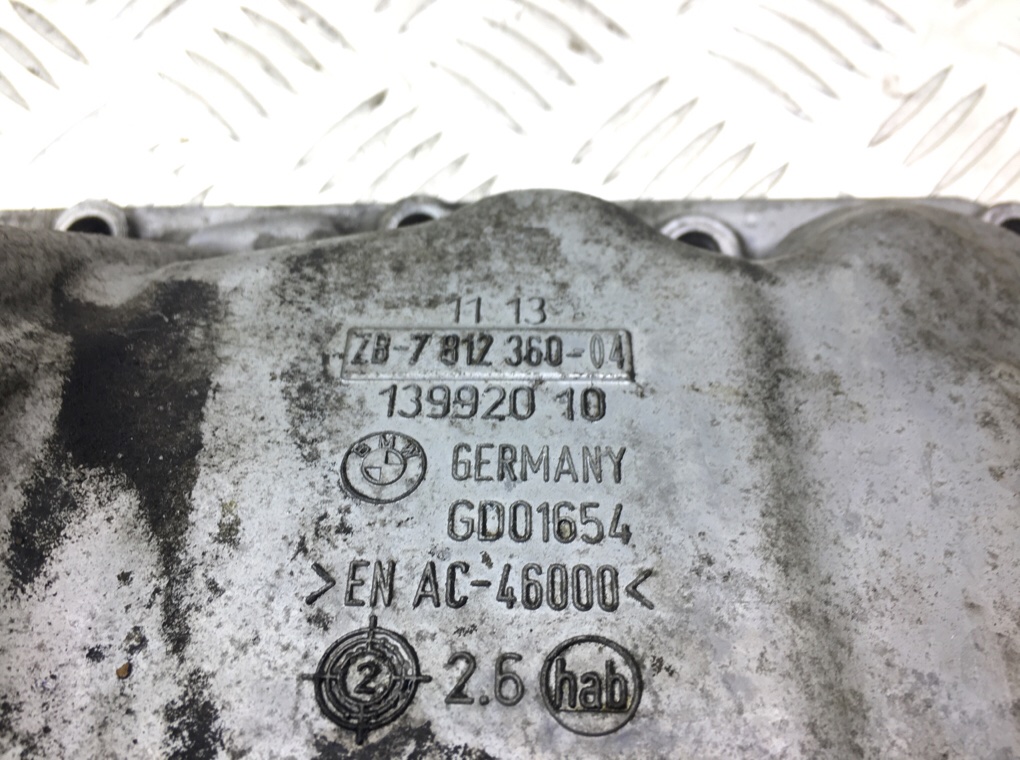 11 13
ZB-7 812 360-04
139920 10
BMW GERMANY
GD01654
>EN AC-46000<
2 2.6 hab